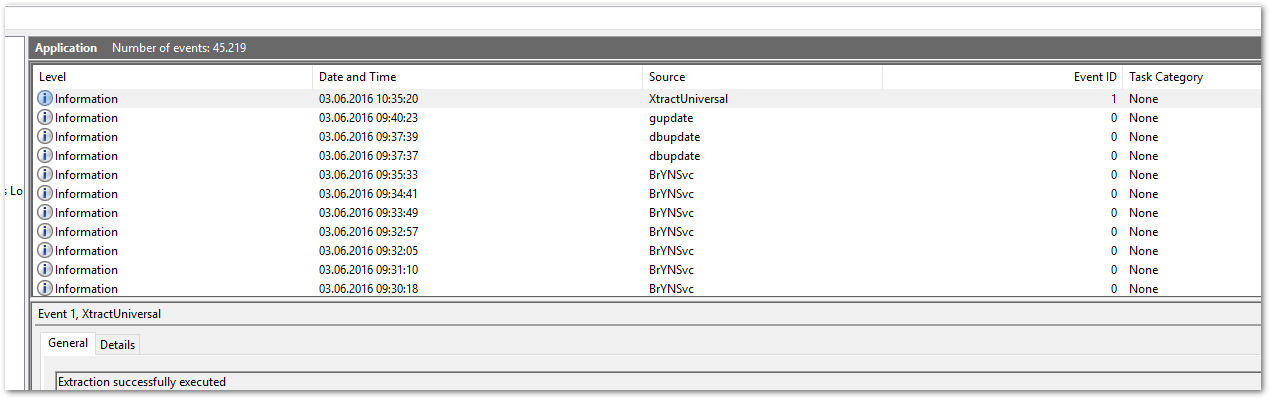 Application Number of events: 45.219
Level Date and Time Source Event ID Task Category
Information 03.06.2016 10:35:20 XtractUniversal 1 None
Information 03.06.2016 09:40:23 gupdate 0 None
Information 03.06.2016 09:37:39 dbupdate 0 None
Information 03.06.2016 09:37:37 dbupdate 0 None
Information 03.06.2016 09:35:33 BrYNSvc 0 None
s Lo
Information 03.06.2016 09:34:41 BrYNSvc 0 None
Information 03.06.2016 09:33:49 BrYNSvc 0 None
Information 03.06.2016 09:32:57 BrYNSvc 0 None
Information 03.06.2016 09:32:05 BrYNSvc 0 None
Information 03.06.2016 09:31:10 BrYNSvc 0 None
Information 03.06.2016 09:30:18 BrYNSvc 0 None
Event 1, XtractUniversal
General Details
Extraction successfully executed